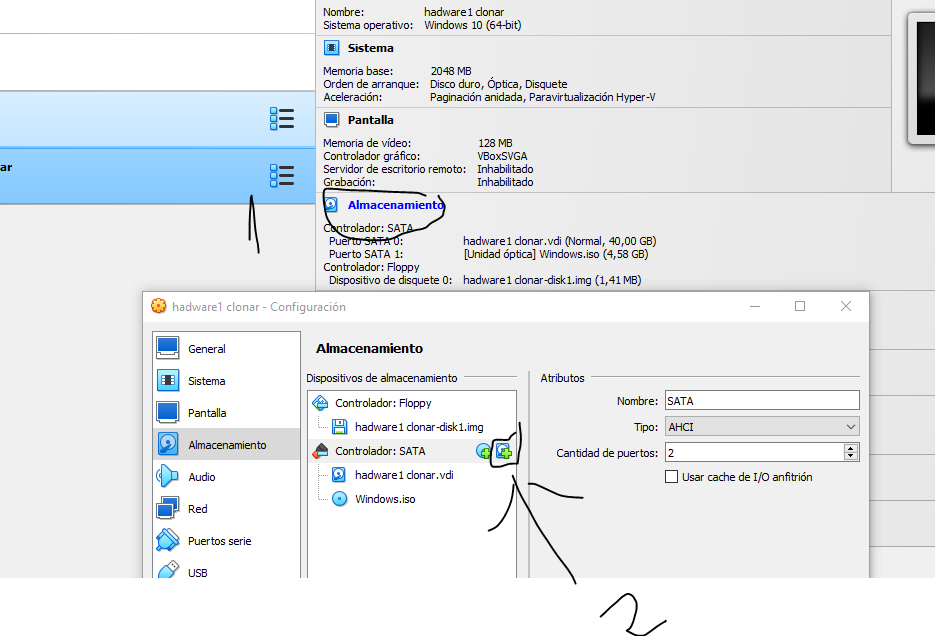 Nombre: hadware1 clonar
Sistema operativo: Windows 10 (64-bit)
Sistema
Memoria base: 2048 MB
Orden de arranque: Disco duro, Óptica, Disquete
Aceleración: Paginación anidada, Paravirtualización Hyper-V
ar
Pantalla
Memoria de vídeo: 128 MB
Controlador gráfico: VBoxSVGA
Servidor de escritorio remoto: Inhabilitado
Grabación: Inhabilitado
1
Almacenamiento
Controlador: SATA
Puerto SATA 0: hadware1 clonar.vdi (Normal, 40,00 GB)
Puerto SATA 1: [Unidad óptica] Windows.iso (4,58 GB)
Controlador: Floppy
Dispositivo de disquete 0: hadware1 clonar-disk1.img (1,41 MB)
hadware1 clonar - Configuración
General
Sistema
Pantalla
Almacenamiento
Audio
Red
Puertos serie
USB
Almacenamiento
Dispositivos de almacenamiento
Controlador: Floppy
hadware1 clonar-disk1.img
Controlador: SATA
hadware1 clonar.vdi
Windows.iso
Atributos
Nombre: SATA
Tipo: AHCI
Cantidad de puertos: 2
Usar cache de I/O anfitrión
2